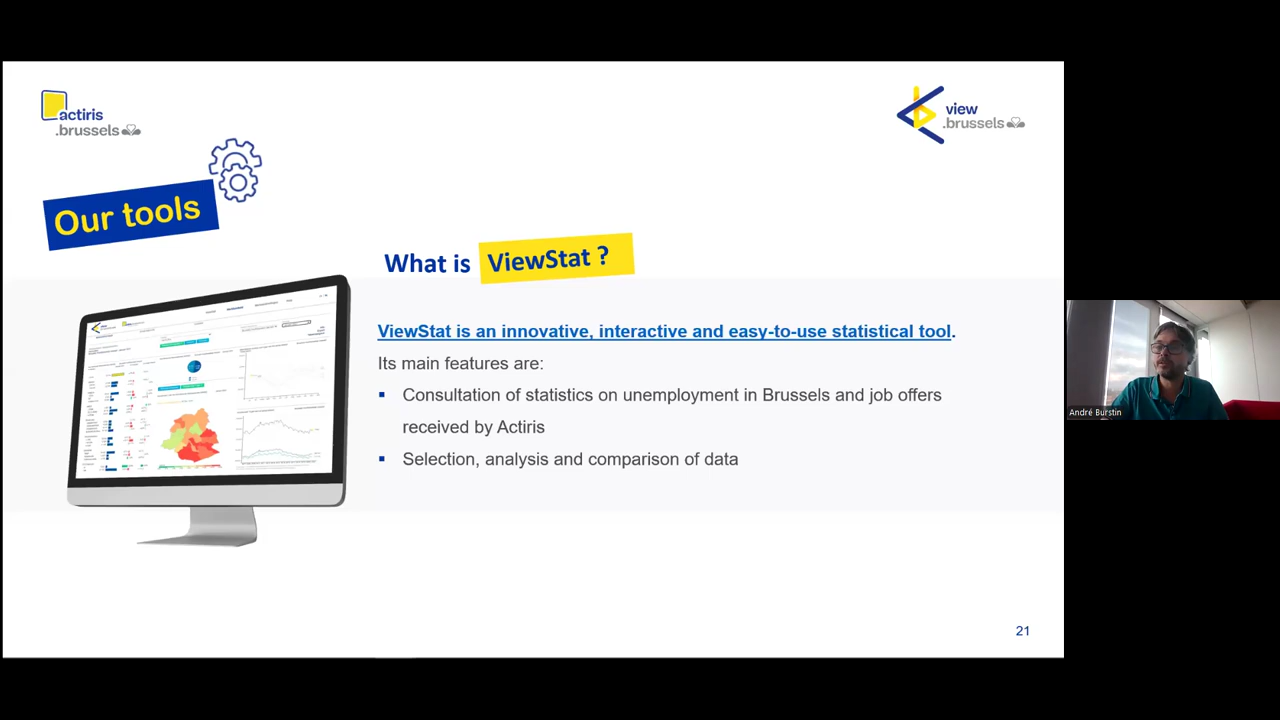 actiris
.brussels
view
.brussels
Our tools
What is ViewStat ?
ViewStat is an innovative, interactive and easy-to-use statistical tool.
Its main features are:
▪ Consultation of statistics on unemployment in Brussels and job offers
received by Actiris
▪ Selection, analysis and comparison of data
André Burstin
21